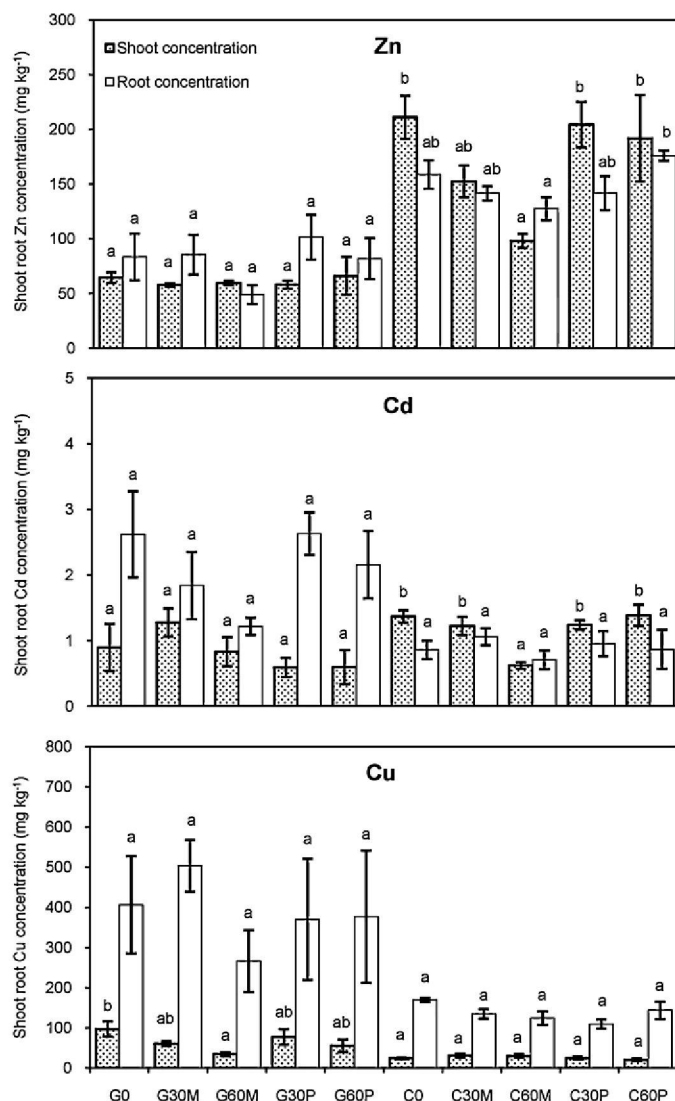 Zn
Shoot concentration
Root concentration
Shoot root Zn concentration (mg kg⁻¹)
300
250
200
150
100
50
0
a a a a a a a a a a b ab ab ab a a b ab b b
Cd
Shoot root Cd concentration (mg kg⁻¹)
5
4
3
2
1
0
a a a a a a a a a a b a b a a a b a b a
Cu
Shoot root Cu concentration (mg kg⁻¹)
800
700
600
500
400
300
200
100
0
b a ab a a a ab a ab a a a a a a a a a a a
G0 G30M G60M G30P G60P C0 C30M C60M C30P C60P